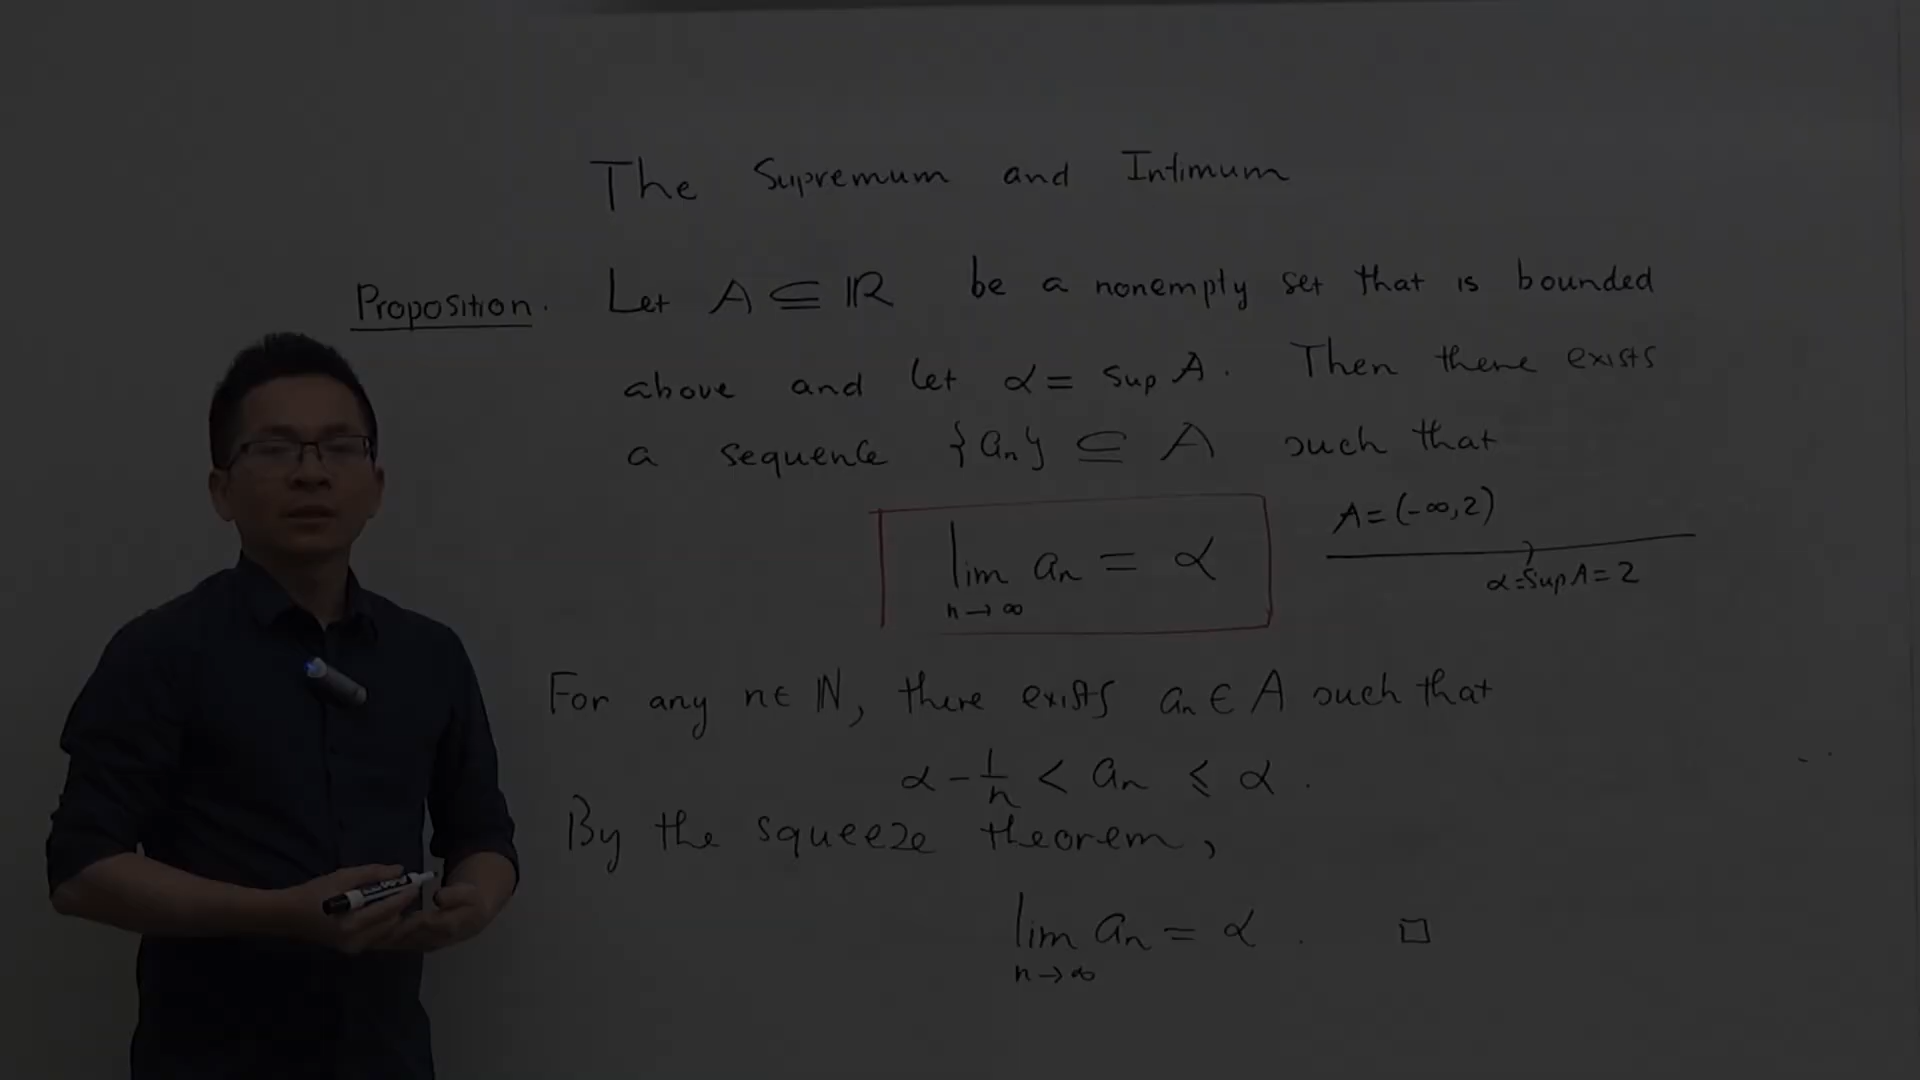 The Supremum and Infimum
Proposition. Let A ⊆ ℝ be a nonempty set that is bounded
above and let α = sup A. Then there exists
a sequence {aₙ} ⊆ A such that
lim aₙ = α
n→∞
A = (-∞,2)
α=sup A = 2
For any n∈ ℕ, there exists aₙ ∈ A such that
α - 1/n < aₙ ≤ α.
By the squeeze theorem,
lim aₙ = α. □
n→∞